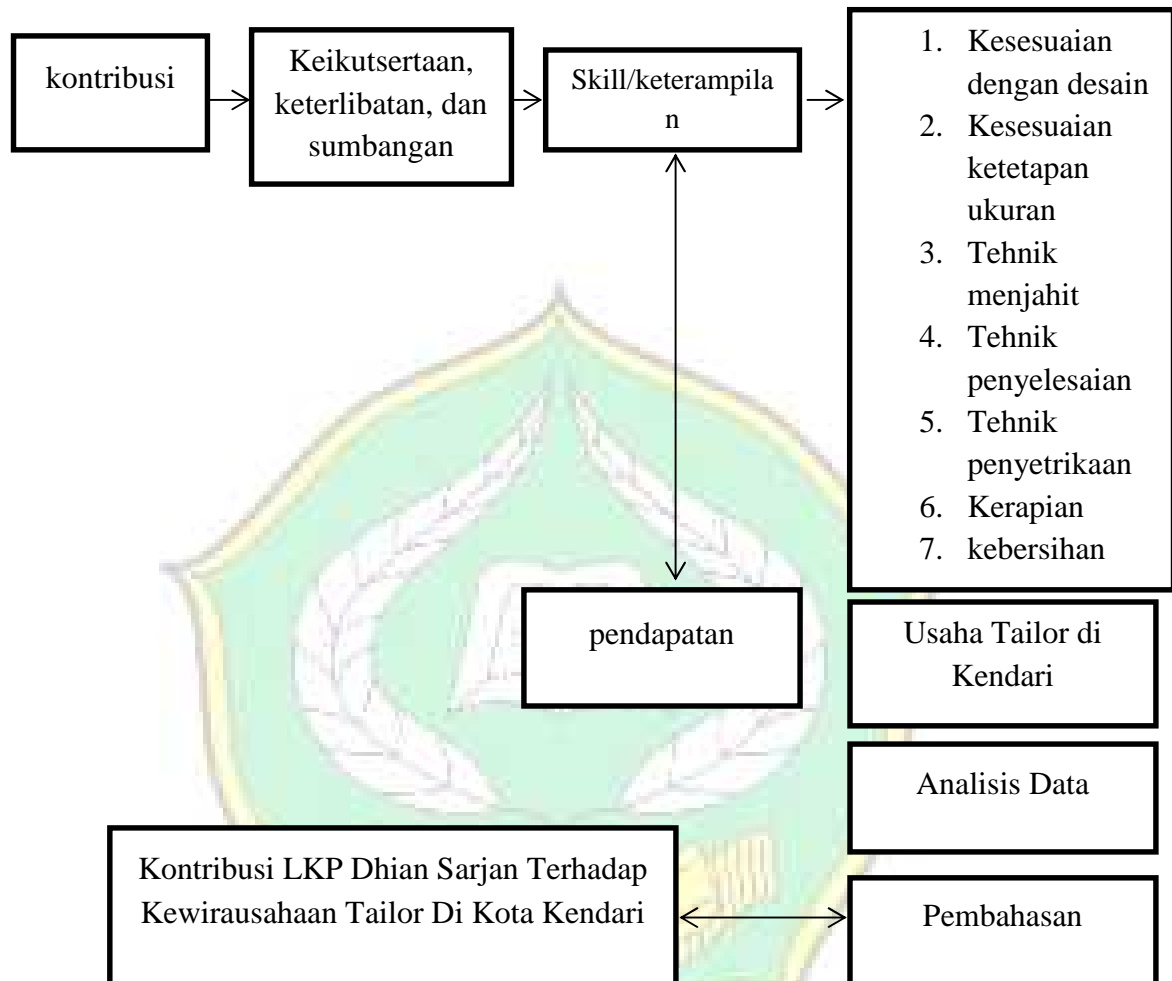 kontribusi
Keikutsertaan,
keterlibatan, dan
sumbangan
Skill/keterampila
n
1. Kesesuaian
dengan desain
2. Kesesuaian
ketetapan
ukuran
3. Tehnik
menjahit
4. Tehnik
penyelesaian
5. Tehnik
penyetrikaan
6. Kerapian
7. kebersihan
pendapatan
Usaha Tailor di
Kendari
Analisis Data
Kontribusi LKP Dhian Sarjan Terhadap
Kewirausahaan Tailor Di Kota Kendari
Pembahasan